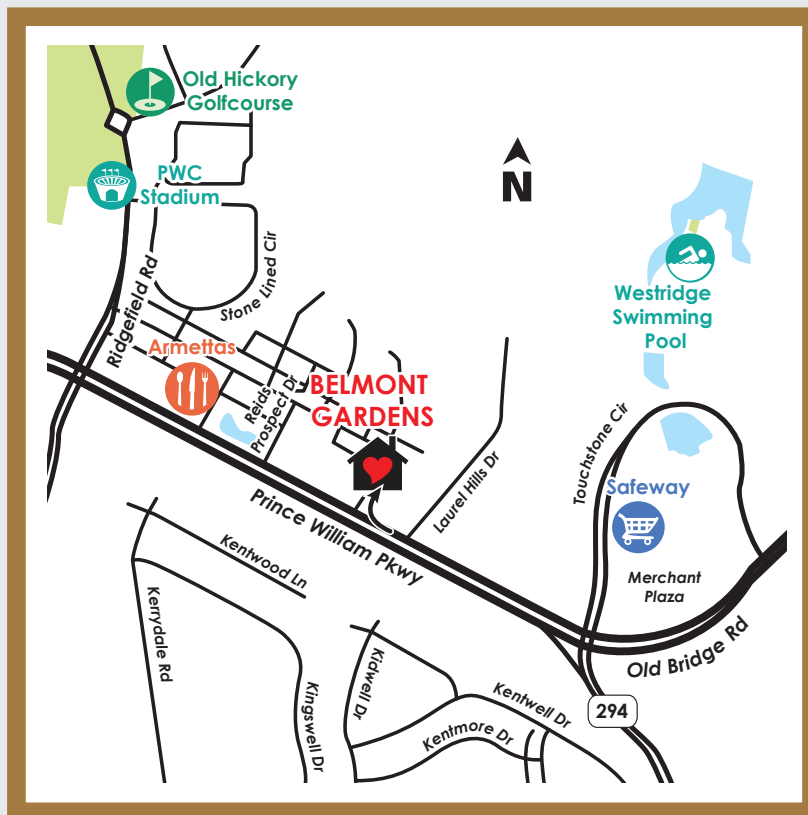 Old Hickory
Golfcourse
PWC
Stadium
N
Stone Lined Cir
Ridgefield Rd
Westridge
Swimming
Pool
Armettas
Reids
Prospect Dr
BELMONT
GARDENS
Laurel Hills Dr
Touchstone Cir
Safeway
Prince William Pkwy
Merchant
Plaza
Kentwood Ln
Old Bridge Rd
Kerrydale Rd
Kingswell Dr
Kidwell Dr
Kentwell Dr
Kentmore Dr
294